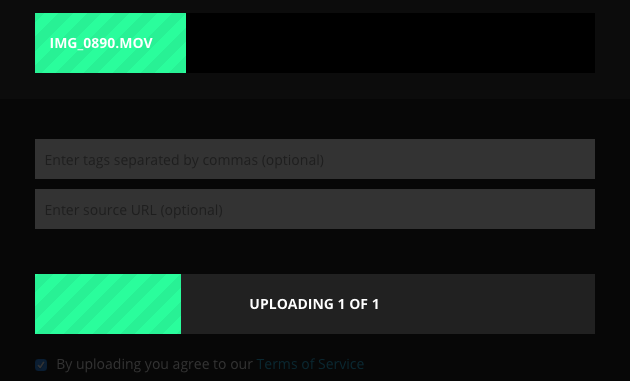 IMG_0890.MOV
Enter tags separated by commas (optional)
Enter source URL (optional)
UPLOADING 1 OF 1
By uploading you agree to our Terms of Service